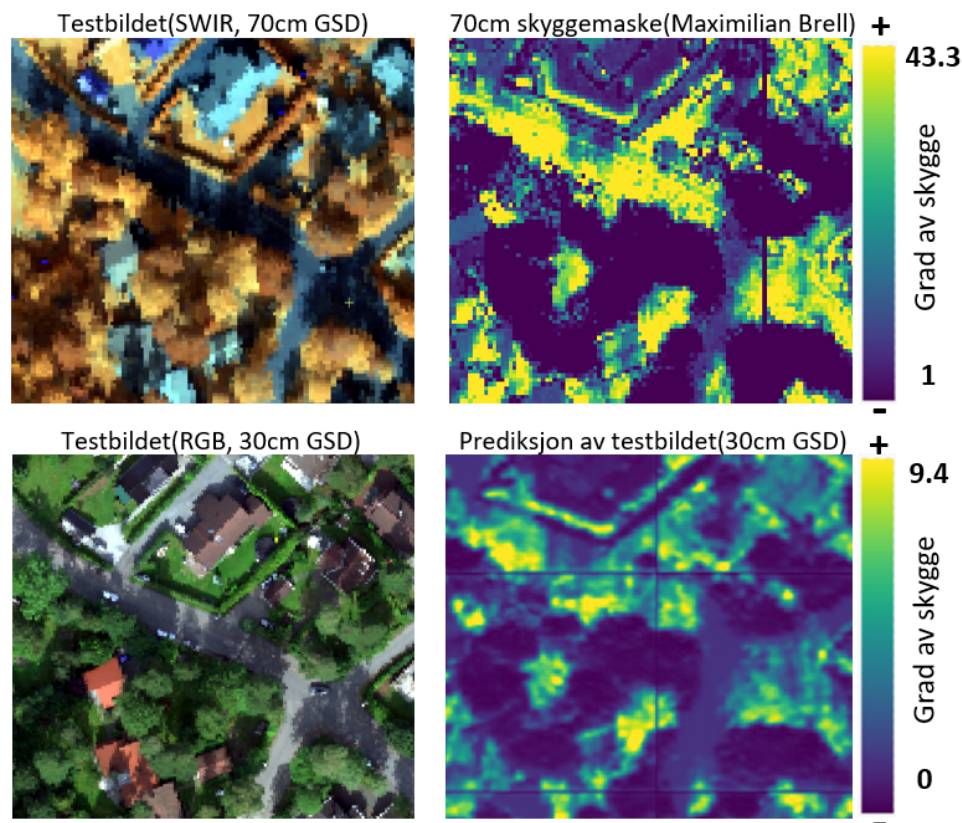 Testbildet(SWIR, 70cm GSD)
70cm skyggemaske(Maximilian Brell)
+
43.3
Grad av skygge
1
-
Testbildet(RGB, 30cm GSD)
Prediksjon av testbildet(30cm GSD)
+
9.4
Grad av skygge
0
-